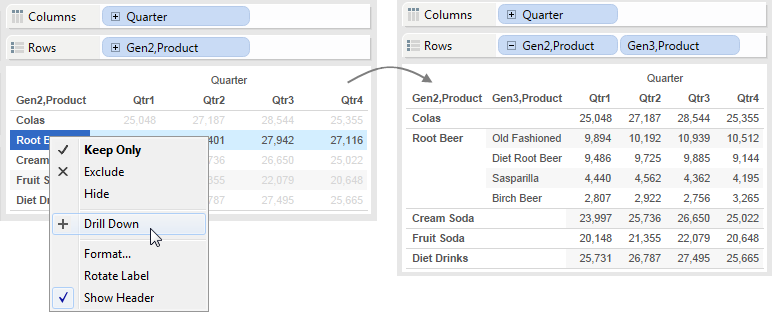 Columns Quarter
Rows Gen2,Product
Quarter
Gen2,Product Qtr1 Qtr2 Qtr3 Qtr4
Colas 25,048 27,187 28,544 25,355
Root B 401 27,942 27,116
Cream 736 26,650 25,022
Fruit S 355 22,079 20,648
Diet Dr 787 27,495 25,665
Keep Only
Exclude
Hide
Drill Down
Format...
Rotate Label
Show Header
Columns Quarter
Rows Gen2,Product Gen3,Product
Quarter
Gen2,Product Gen3,Product Qtr1 Qtr2 Qtr3 Qtr4
Colas 25,048 27,187 28,544 25,355
Root Beer Old Fashioned 9,894 10,192 10,939 10,512
Diet Root Beer 9,486 9,725 9,885 9,144
Sasparilla 4,440 4,562 4,362 4,195
Birch Beer 2,807 2,922 2,756 3,265
Cream Soda 23,997 25,736 26,650 25,022
Fruit Soda 20,148 21,355 22,079 20,648
Diet Drinks 25,731 26,787 27,495 25,665